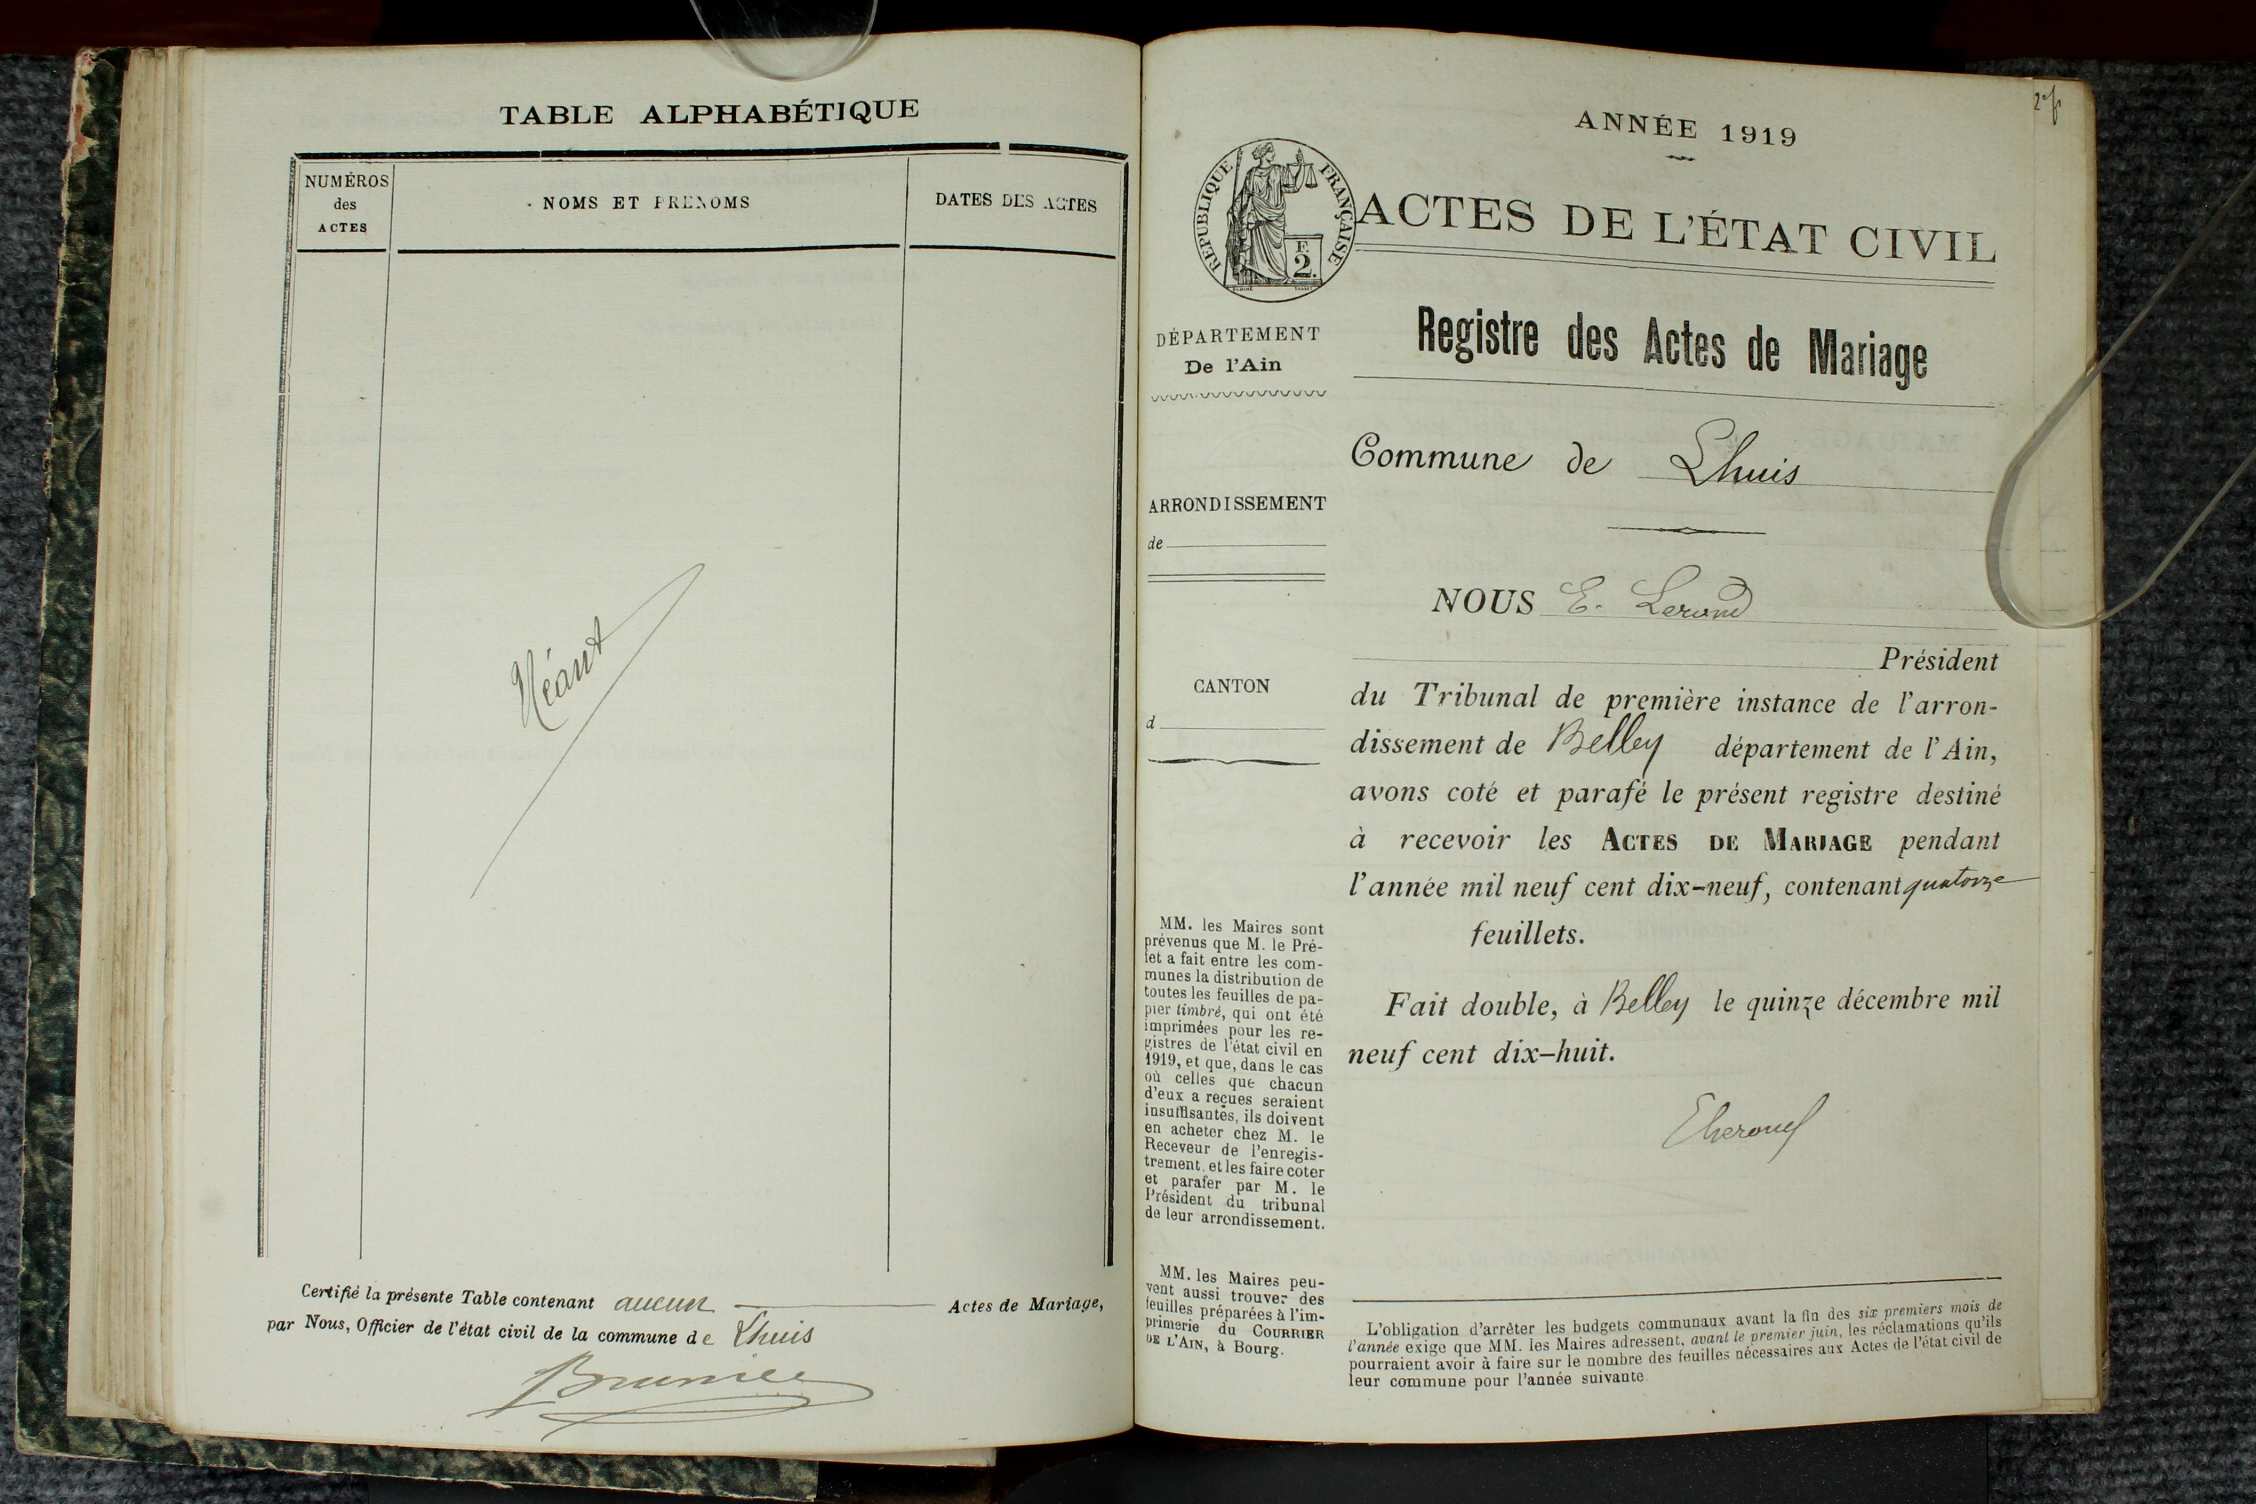 TABLE ALPHABÉTIQUE
NUMÉROS
des
ACTES
NOMS ET PRENOMS
DATES DES ACTES
Néant
Certifié la présente Table contenant aucun Actes de Mariage,
par Nous, Officier de l'état civil de la commune de Lhuis
ANNÉE 1919
RÉPUBLIQUE FRANÇAISE
2
ACTES DE L'ÉTAT CIVIL
DÉPARTEMENT
De l'Ain
ARRONDISSEMENT
de
CANTON
d
MM. les Maires sont
prévenus que M. le Pré-
fet a fait entre les com-
munes la distribution de
toutes les feuilles de pa-
pier timbré, qui ont été
imprimées pour les re-
gistres de l'état civil en
1919, et que, dans le cas
où celles que chacun
d'eux a reçues seraient
insuffisantes, ils doivent
en acheter chez M. le
Receveur de l'enregis-
trement, et les faire coter
et parafer par M. le
Président du tribunal
de leur arrondissement.
MM. les Maires peu-
vent aussi trouver des
feuilles préparées à l'im-
primerie du COURRIER
DE L'AIN, à Bourg.
Registre des Actes de Mariage
Commune de Lhuis
NOUS E. Lerond
Président
du Tribunal de première instance de l'arron-
dissement de Belley département de l'Ain,
avons coté et parafé le présent registre destiné
à recevoir les ACTES DE MARIAGE pendant
l'année mil neuf cent dix-neuf, contenant quatorze
feuillets.
Fait double, à Belley le quinze décembre mil
neuf cent dix-huit.
L'obligation d'arrêter les budgets communaux avant la fin des six premiers mois de
l'année exige que MM. les Maires adressent, avant le premier juin, les réclamations qu'ils
pourraient avoir à faire sur le nombre des feuilles nécessaires aux Actes de l'état civil de
leur commune pour l'année suivante